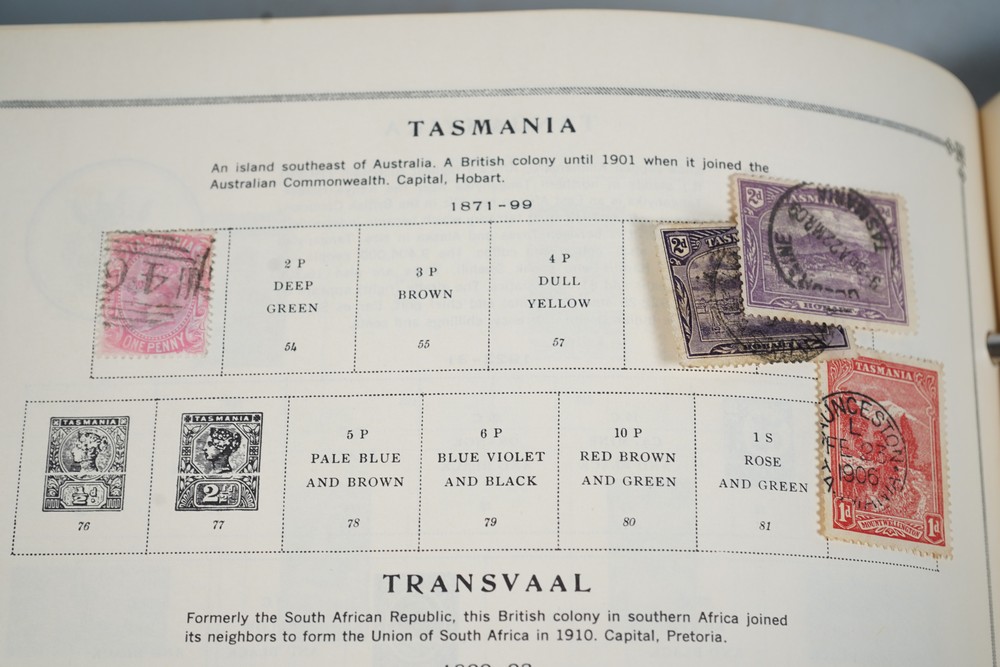 TASMANIA
An island southeast of Australia. A British colony until 1901 when it joined the
Australian Commonwealth. Capital, Hobart.
1871-99
ONE PENNY
2 P
DEEP
GREEN
54
3 P
BROWN
55
4 P
DULL
YELLOW
57
2d
TAS
2d
TASMANIA
HOBART
TASMANIA
MOUNT WELLINGTON
1d
1d
LAUNCESTON
1906
TASMANIA
½d
76
TASMANIA
2½d
77
5 P
PALE BLUE
AND BROWN
78
6 P
BLUE VIOLET
AND BLACK
79
10 P
RED BROWN
AND GREEN
80
1 S
ROSE
AND GREEN
81
TRANSVAAL
Formerly the South African Republic, this British colony in southern Africa joined
its neighbors to form the Union of South Africa in 1910. Capital, Pretoria.